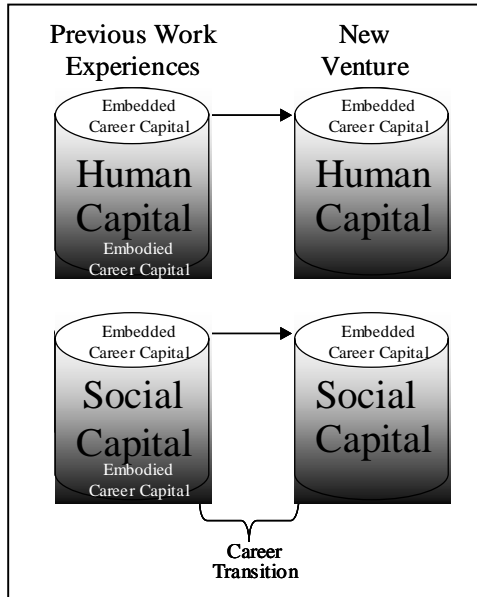 Previous Work
Experiences
New
Venture
Embedded
Career Capital
Human
Capital
Embodied
Career Capital
Embedded
Career Capital
Human
Capital
Embedded
Career Capital
Social
Capital
Embodied
Career Capital
Embedded
Career Capital
Social
Capital
Career
Transition